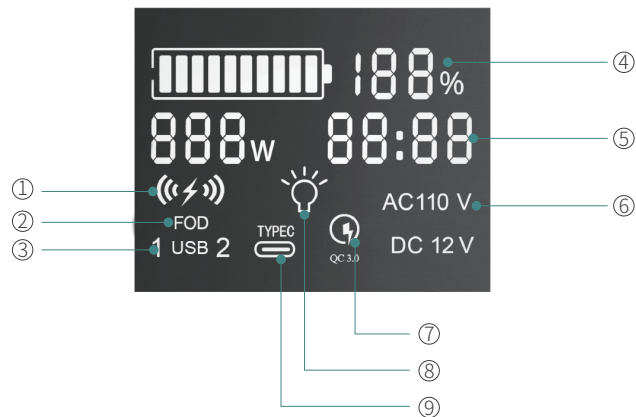 188%
④
888W
88:88
⑤
①
AC110 V
⑥
②
FOD
TYPEC
③
1 USB 2
QC 3.0
DC 12 V
⑦
⑧
⑨